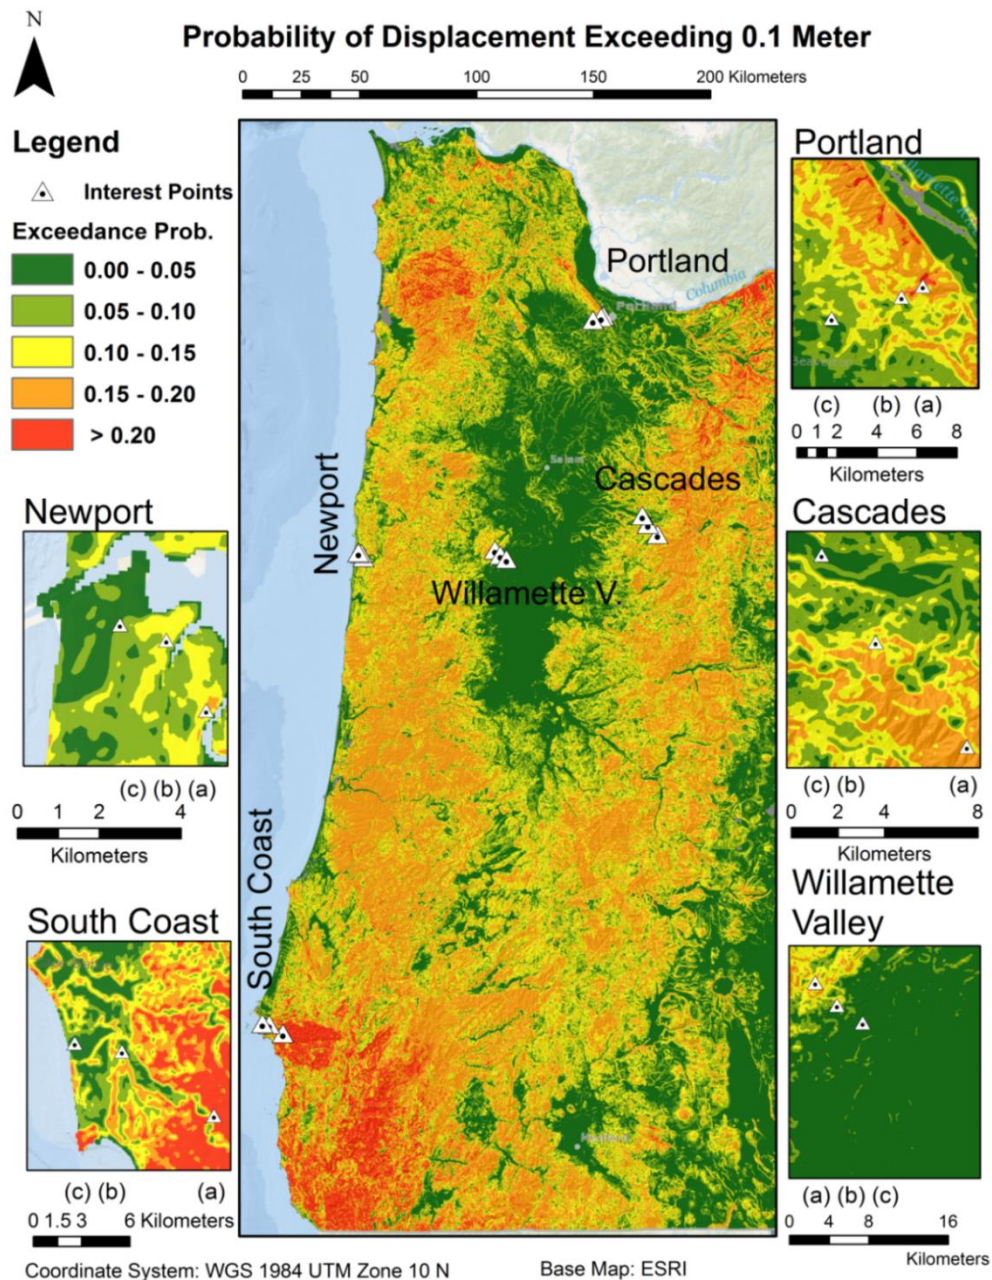 N
Probability of Displacement Exceeding 0.1 Meter
0 25 50 100 150 200 Kilometers
Legend
Interest Points
Exceedance Prob.
0.00 - 0.05
0.05 - 0.10
0.10 - 0.15
0.15 - 0.20
> 0.20
Newport
(c) (b) (a)
0 1 2 4
Kilometers
South Coast
(c) (b) (a)
0 1.5 3 6 Kilometers
Portland
Columbia
Portland
Salem
Newport
Cascades
Willamette V.
South Coast
Medford
Portland
(c) (b) (a)
0 1 2 4 6 8
Kilometers
Cascades
(c) (b) (a)
0 2 4 8
Kilometers
Willamette
Valley
(a) (b) (c)
0 4 8 16
Kilometers
Coordinate System: WGS 1984 UTM Zone 10 N
Base Map: ESRI